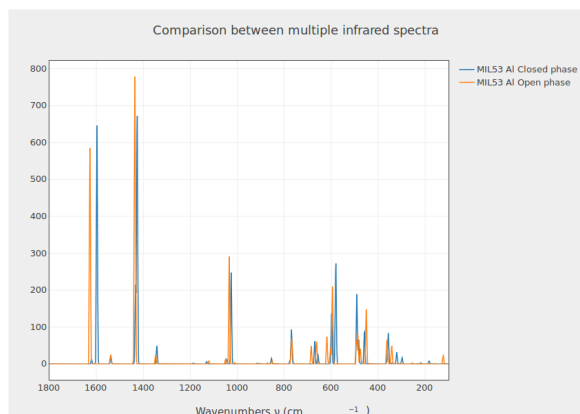 Comparison between multiple infrared spectra
MIL53 Al Closed phase
MIL53 Al Open phase
800
700
600
500
400
300
200
100
0
1800 1600 1400 1200 1000 800 600 400 200
Wavenumbers ν (cm −1)